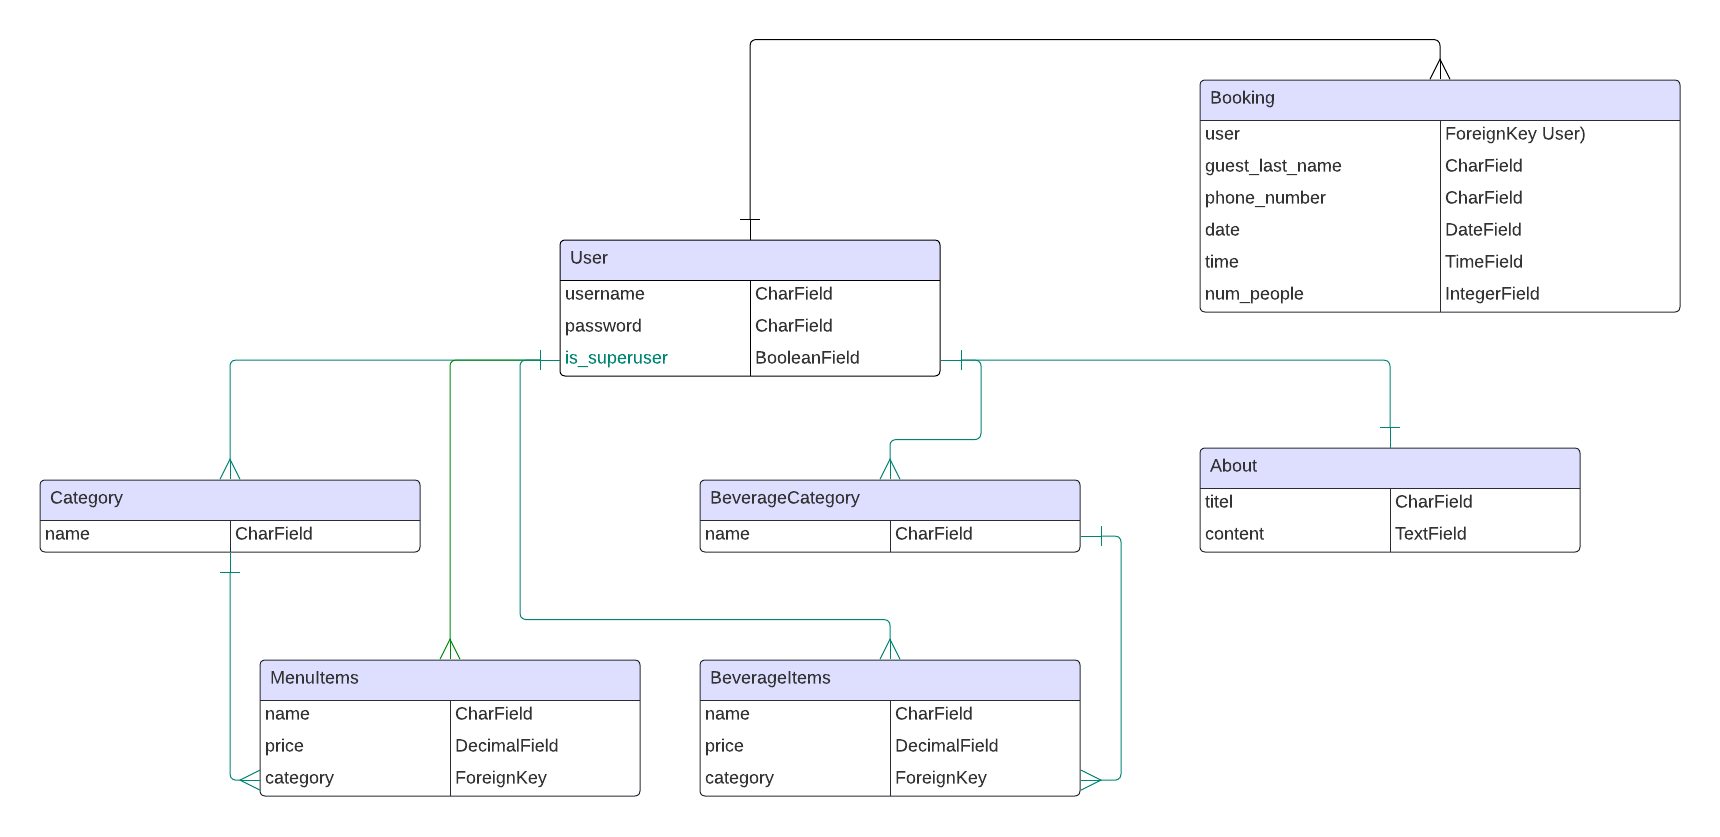 Booking
user ForeignKey User)
guest_last_name CharField
phone_number CharField
date DateField
time TimeField
num_people IntegerField
User
username CharField
password CharField
is_superuser BooleanField
Category
name CharField
BeverageCategory
name CharField
About
titel CharField
content TextField
MenuItems
name CharField
price DecimalField
category ForeignKey
BeverageItems
name CharField
price DecimalField
category ForeignKey